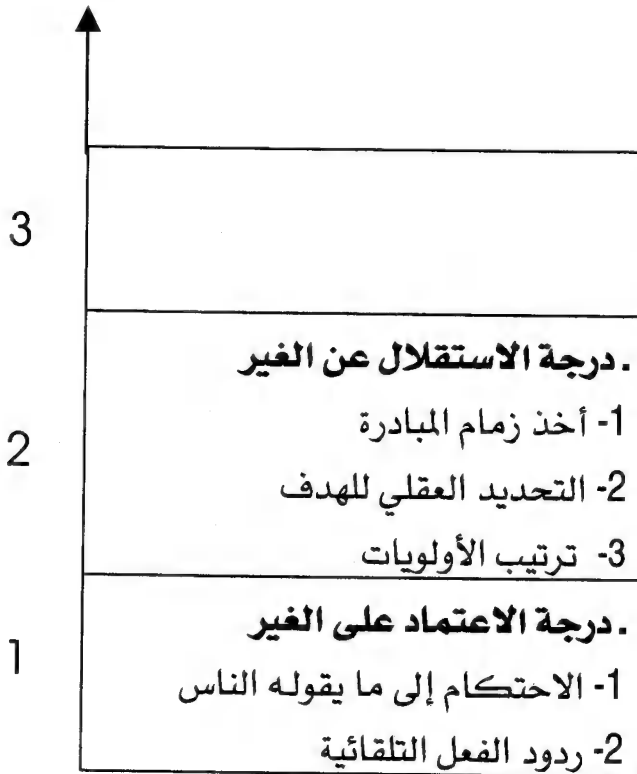 3
2
.درجة الاستقلال عن الغير
1- أخذ زمام المبادرة
2- التحديد العقلي للهدف
3- ترتيب الأولويات
1
.درجة الاعتماد على الغير
1- الاحتكام إلى ما يقوله الناس
2- ردود الفعل التلقائية